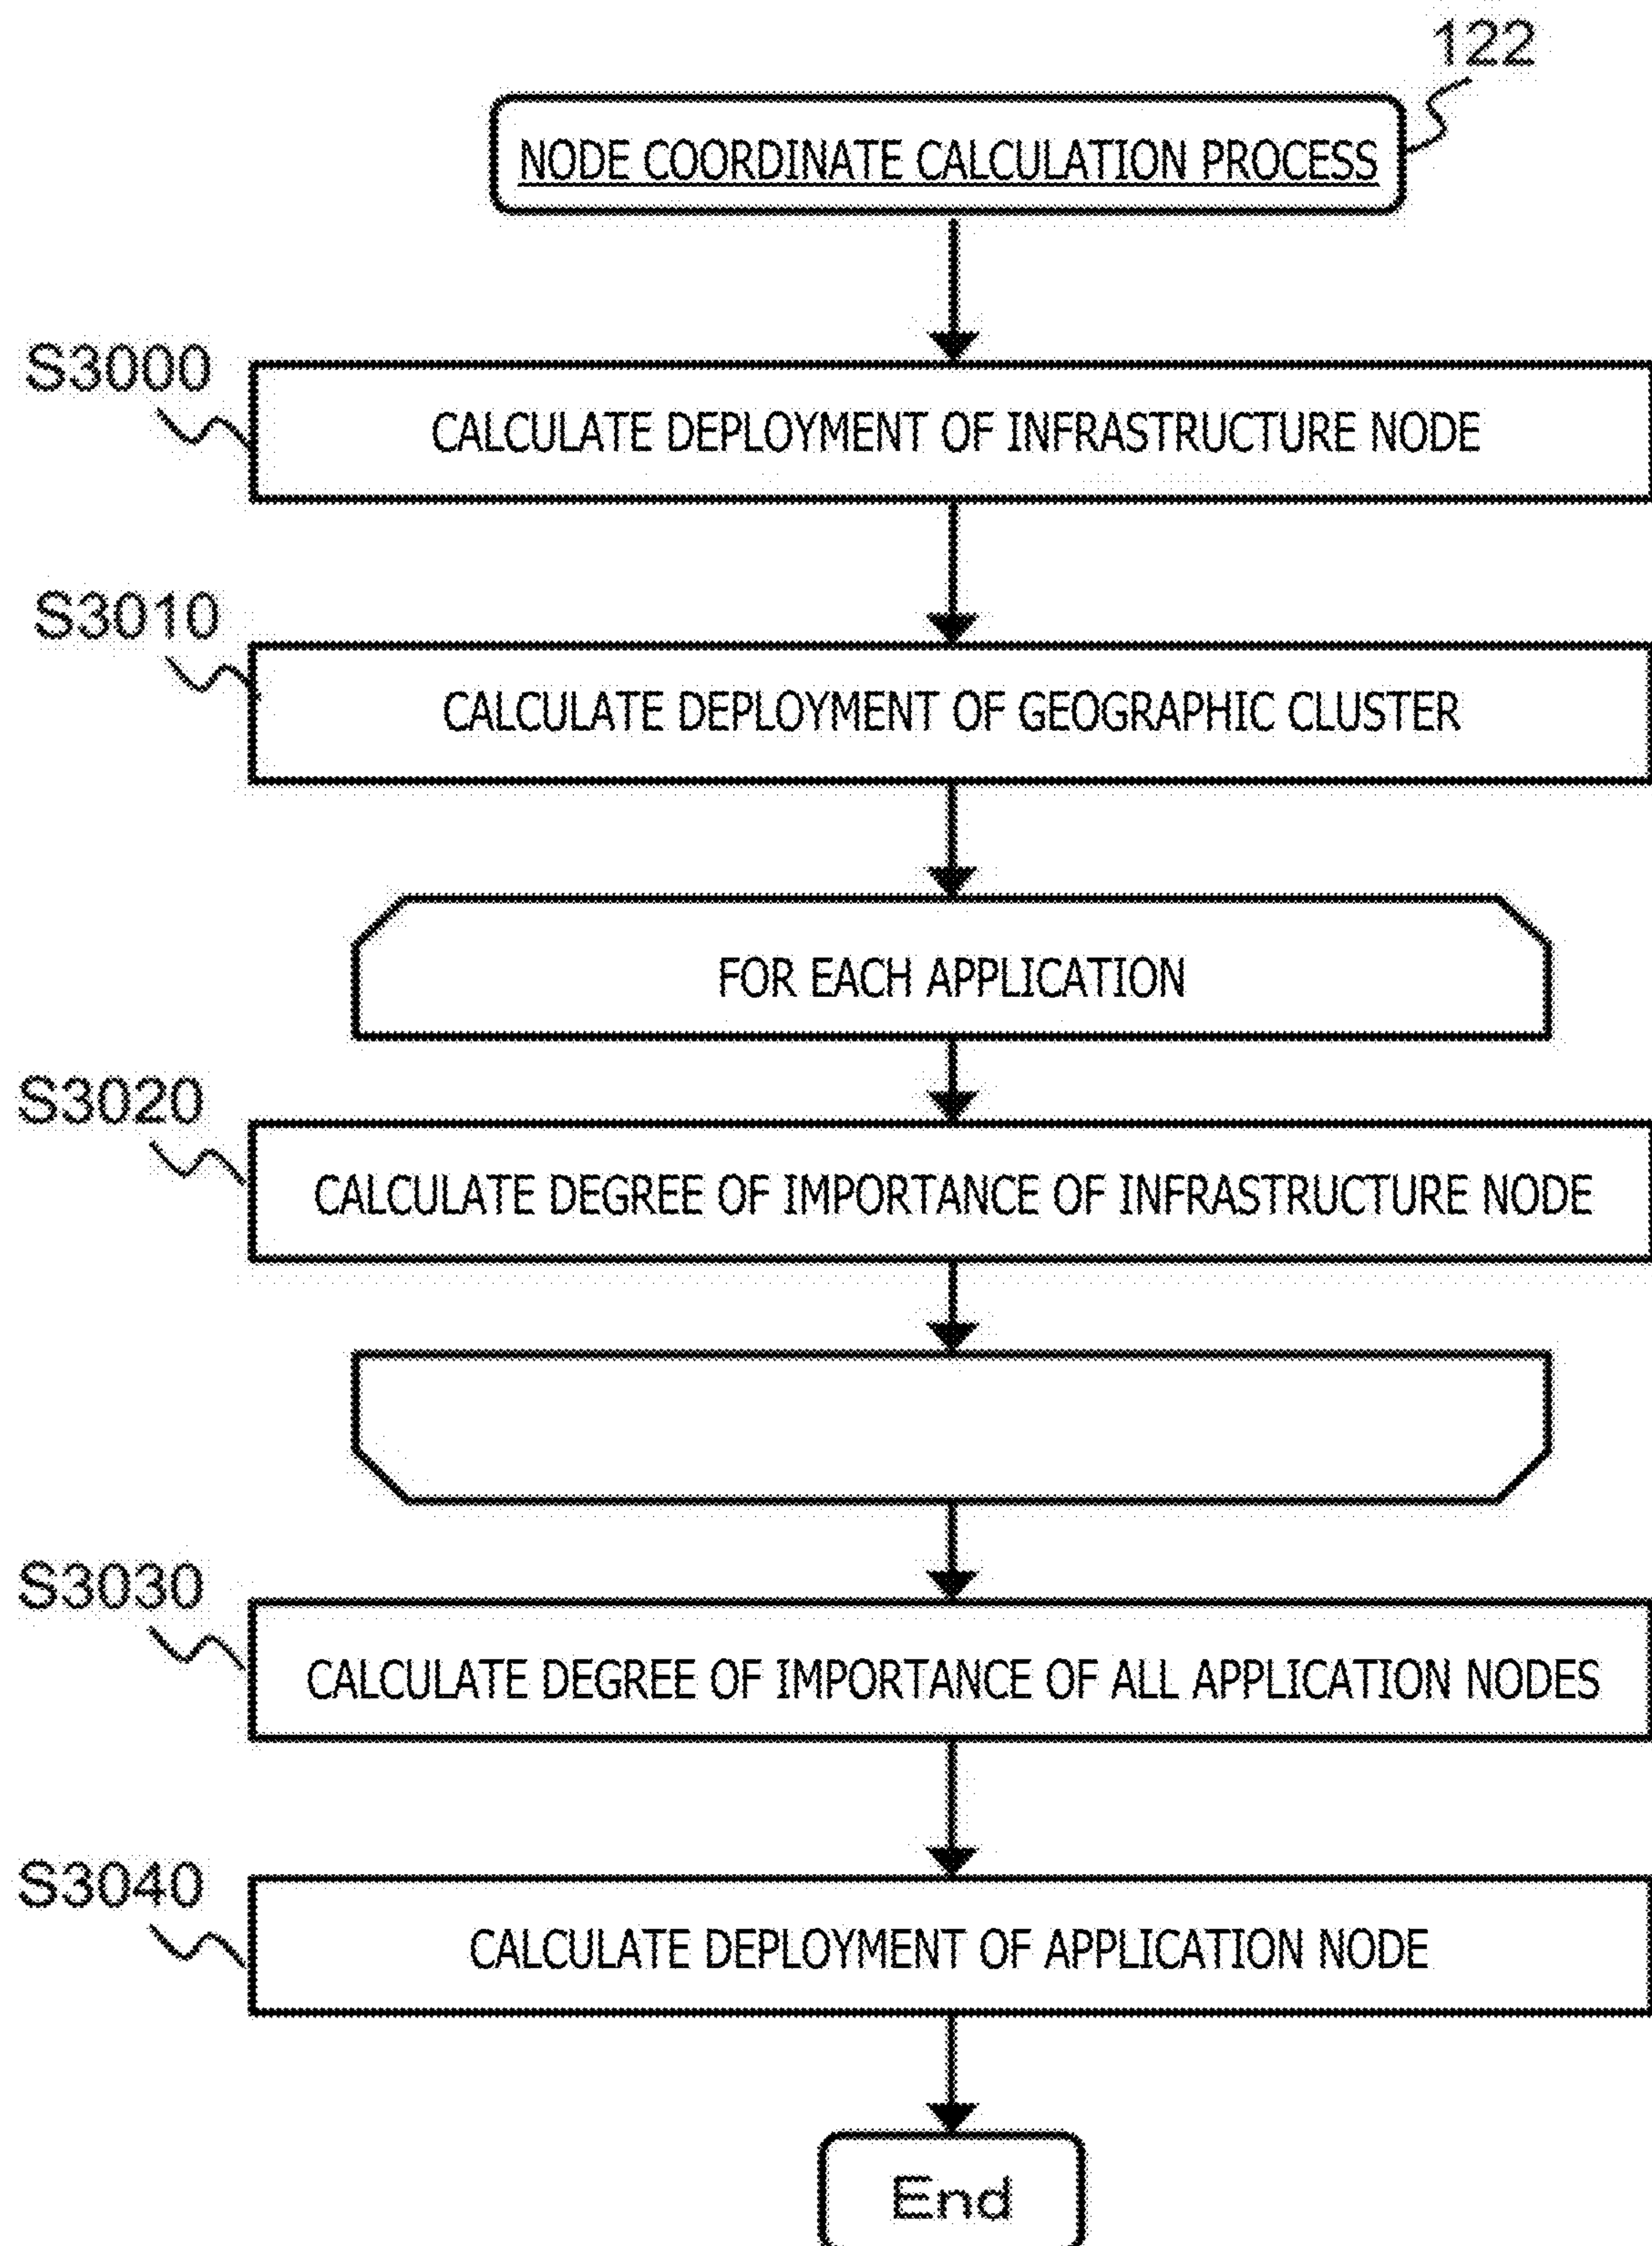 122
NODE COORDINATE CALCULATION PROCESS
S3000
CALCULATE DEPLOYMENT OF INFRASTRUCTURE NODE
S3010
CALCULATE DEPLOYMENT OF GEOGRAPHIC CLUSTER
FOR EACH APPLICATION
S3020
CALCULATE DEGREE OF IMPORTANCE OF INFRASTRUCTURE NODE
S3030
CALCULATE DEGREE OF IMPORTANCE OF ALL APPLICATION NODES
S3040
CALCULATE DEPLOYMENT OF APPLICATION NODE
End